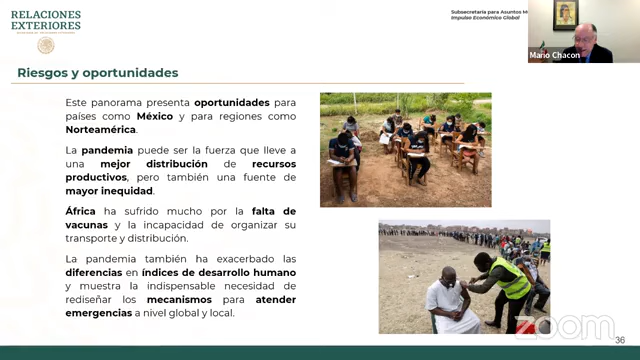 RELACIONES
EXTERIORES
Subsecretaría para Asuntos M
Impulso Económico Global
Mario Chacon
Riesgos y oportunidades
Este panorama presenta oportunidades para
países como México y para regiones como
Norteamérica.
La pandemia puede ser la fuerza que lleve a
una mejor distribución de recursos
productivos, pero también una fuente de
mayor inequidad.
África ha sufrido mucho por la falta de
vacunas y la incapacidad de organizar su
transporte y distribución.
La pandemia también ha exacerbado las
diferencias en índices de desarrollo humano
y muestra la indispensable necesidad de
rediseñar los mecanismos para atender
emergencias a nivel global y local.
zoom
36